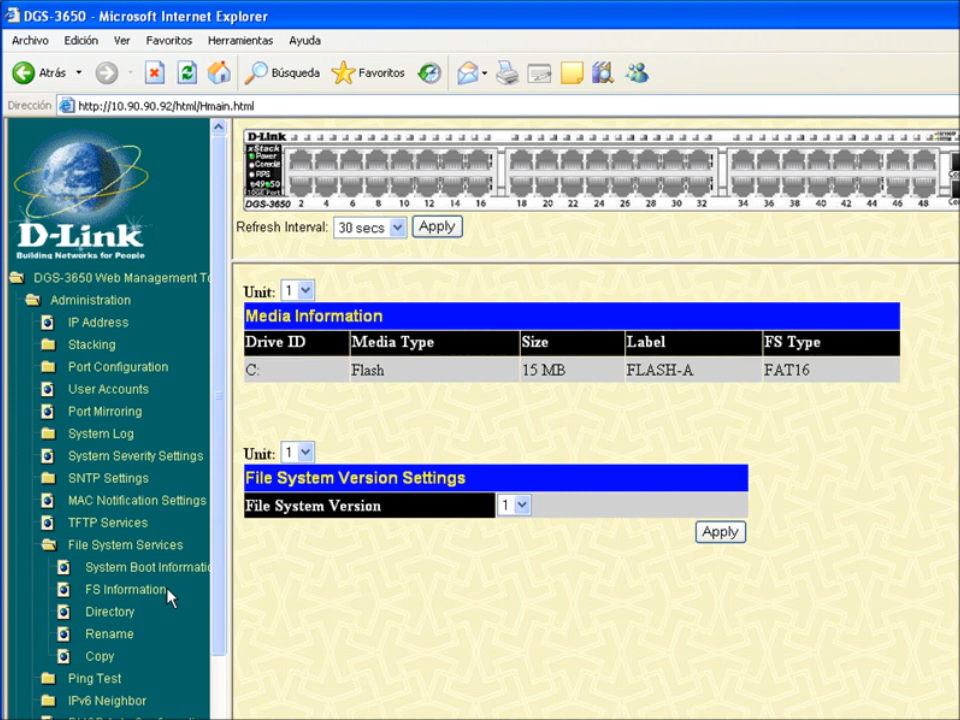 DGS-3650 - Microsoft Internet Explorer
Archivo Edición Ver Favoritos Herramientas Ayuda
Atrás Búsqueda Favoritos
Dirección http://10.90.90.92/html/Hmain.html
D-Link
Building Networks for People
D-Link
xStack
Power
Console
RPS
DGS-3650 2 4 6 8 10 12 14 16 18 20 22 24 26 28 30 32 34 36 38 40 42 44 46 48
Refresh Interval: 30 secs Apply
DGS-3650 Web Management To
Administration
IP Address
Stacking
Port Configuration
User Accounts
Port Mirroring
System Log
System Severity Settings
SNTP Settings
MAC Notification Settings
TFTP Services
File System Services
System Boot Informatio
FS Information
Directory
Rename
Copy
Ping Test
IPv6 Neighbor
Unit: 1
Media Information
Drive ID Media Type Size Label FS Type
C: Flash 15 MB FLASH-A FAT16
Unit: 1
File System Version Settings
File System Version 1
Apply